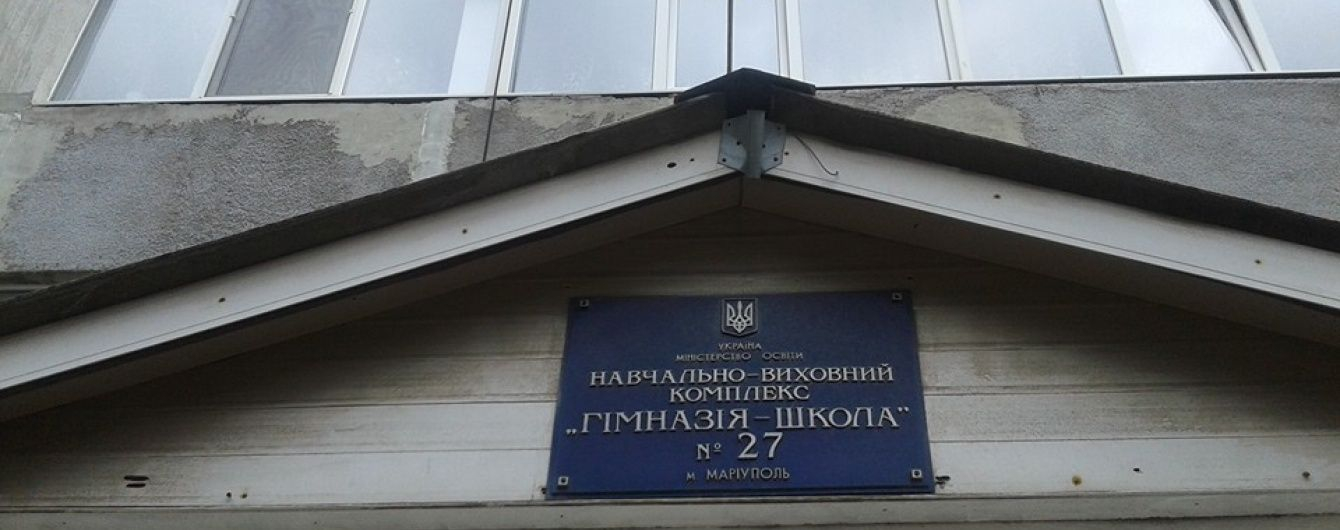 УКРАЇНА
МІНІСТЕРСТВО ОСВІТИ
НАВЧАЛЬНО-ВИХОВНИЙ
КОМПЛЕКС
„ГІМНАЗІЯ-ШКОЛА"
№ 27
м. МАРІУПОЛЬ